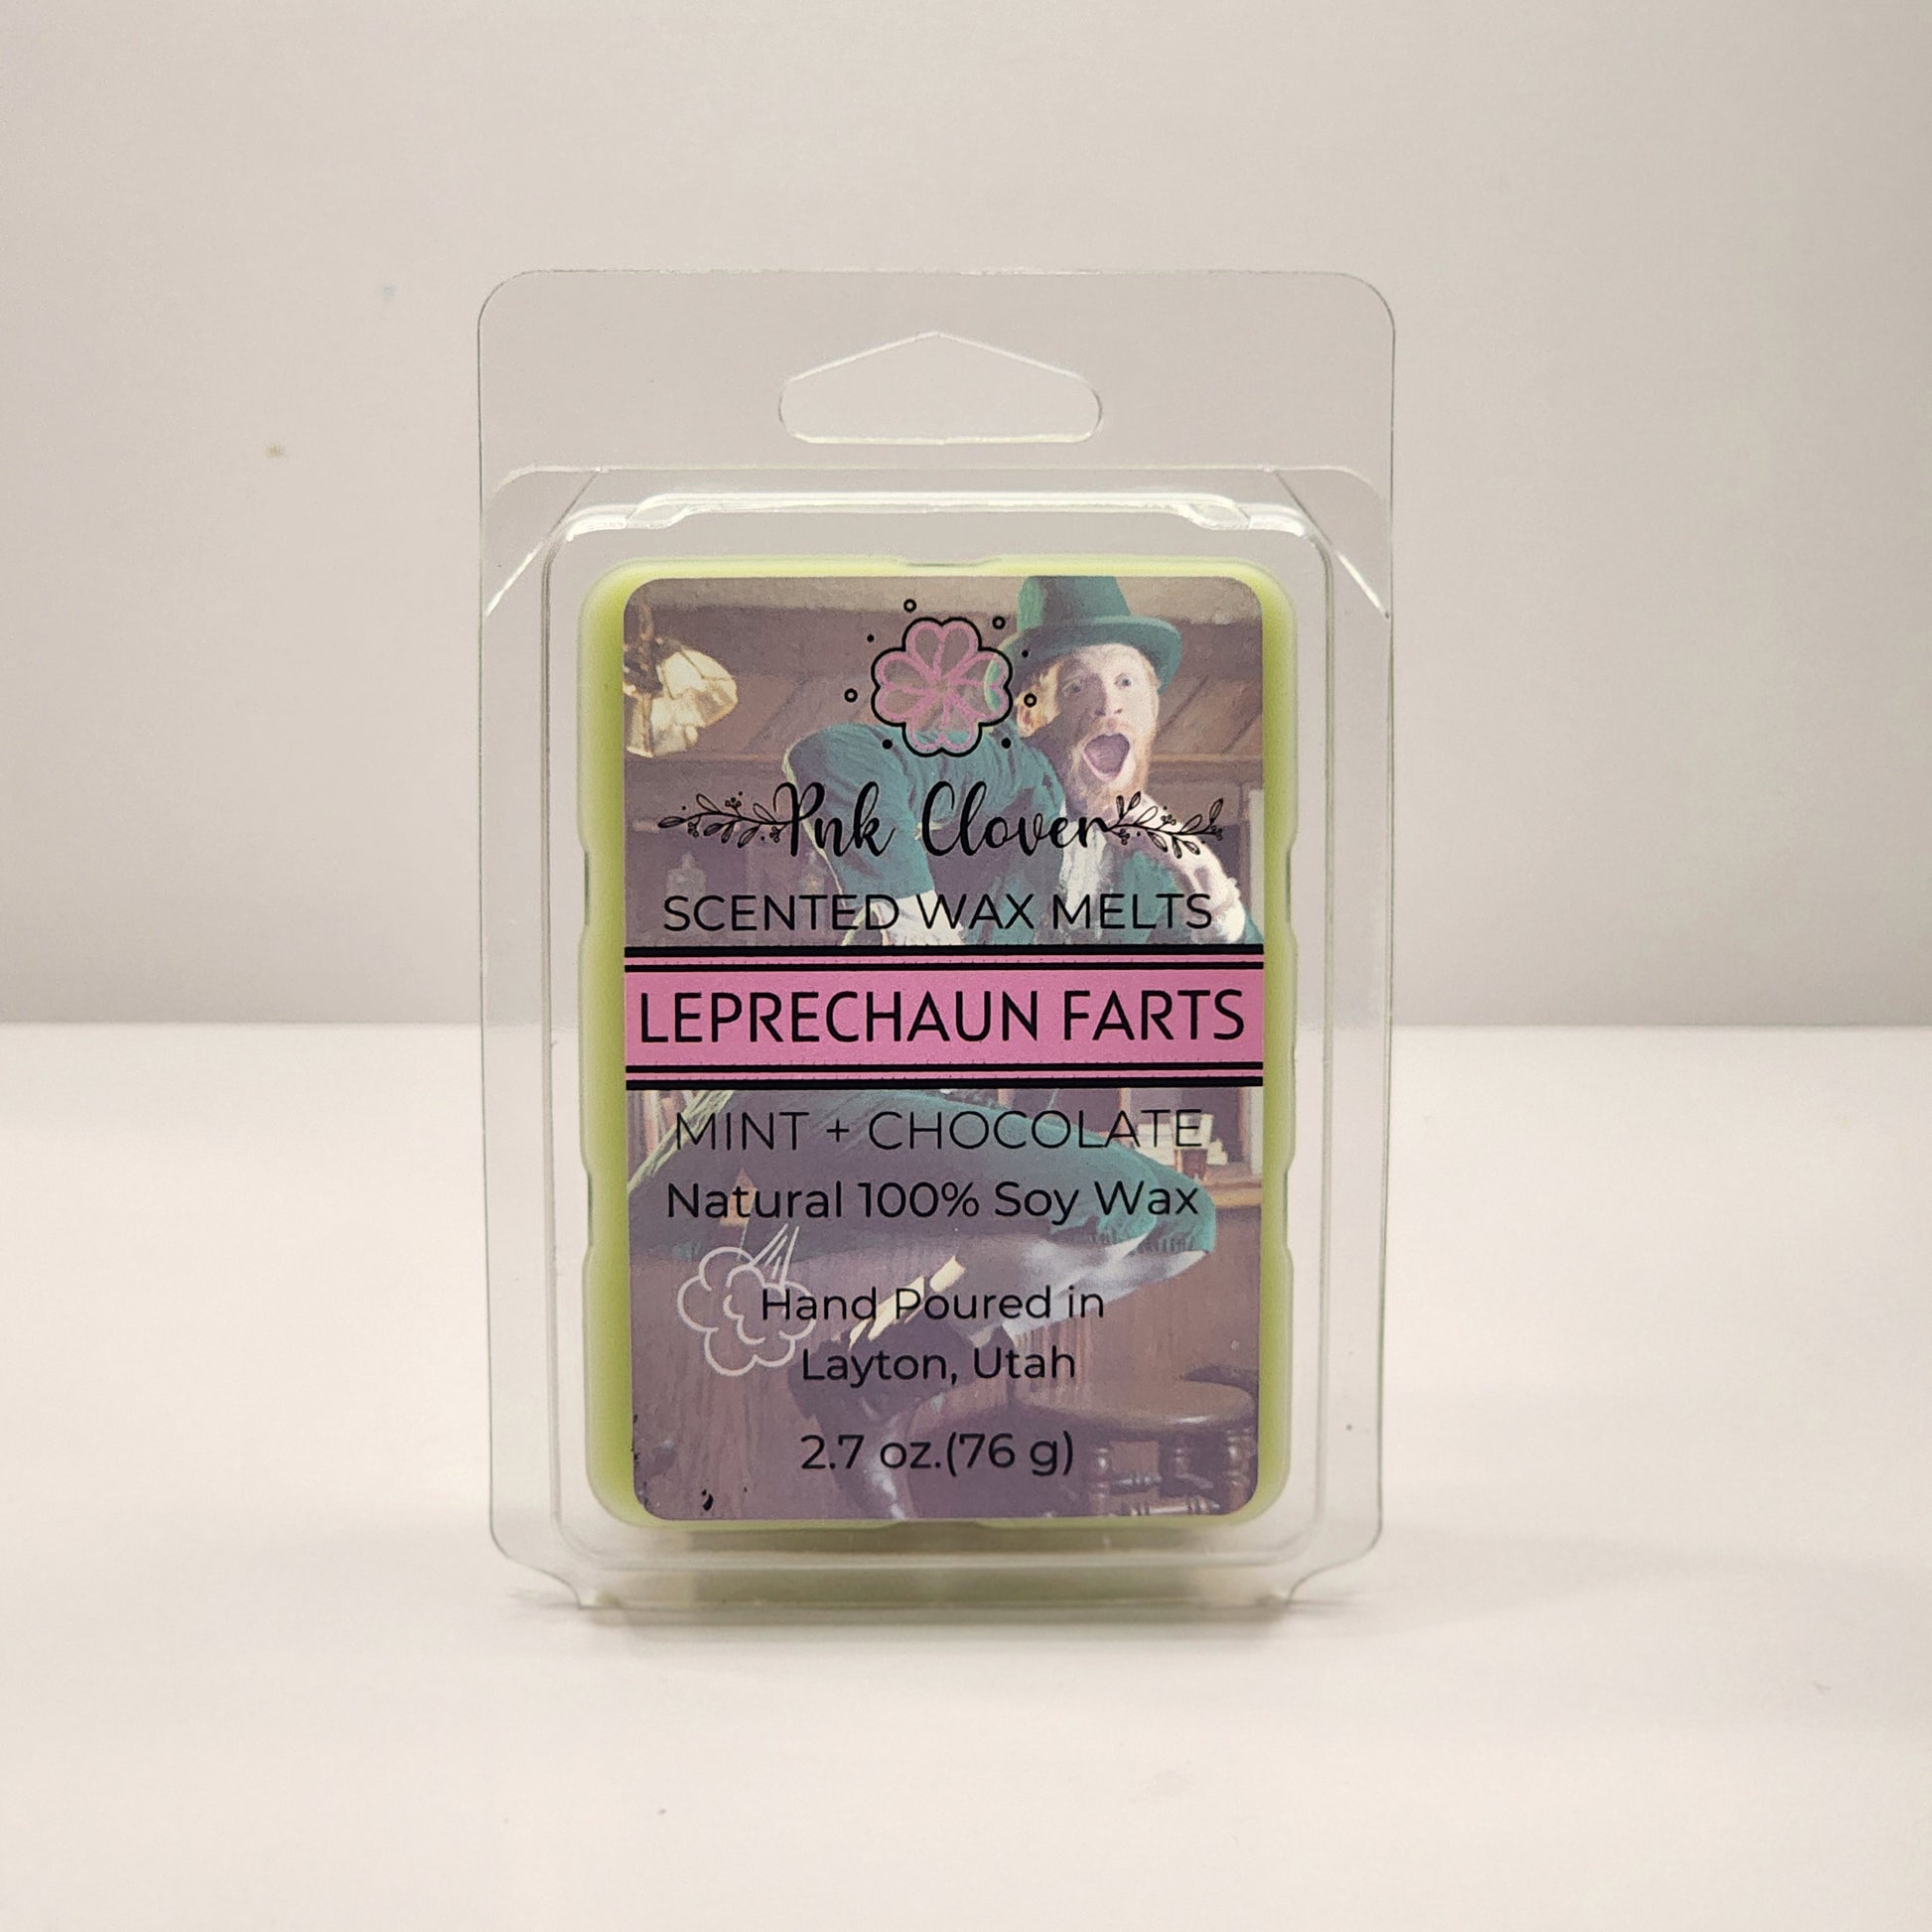 Pnk Clover
SCENTED WAX MELTS
LEPRECHAUN FARTS
MINT + CHOCOLATE
Natural 100% Soy Wax
Hand Poured in
Layton, Utah
2.7 oz.(76 g)